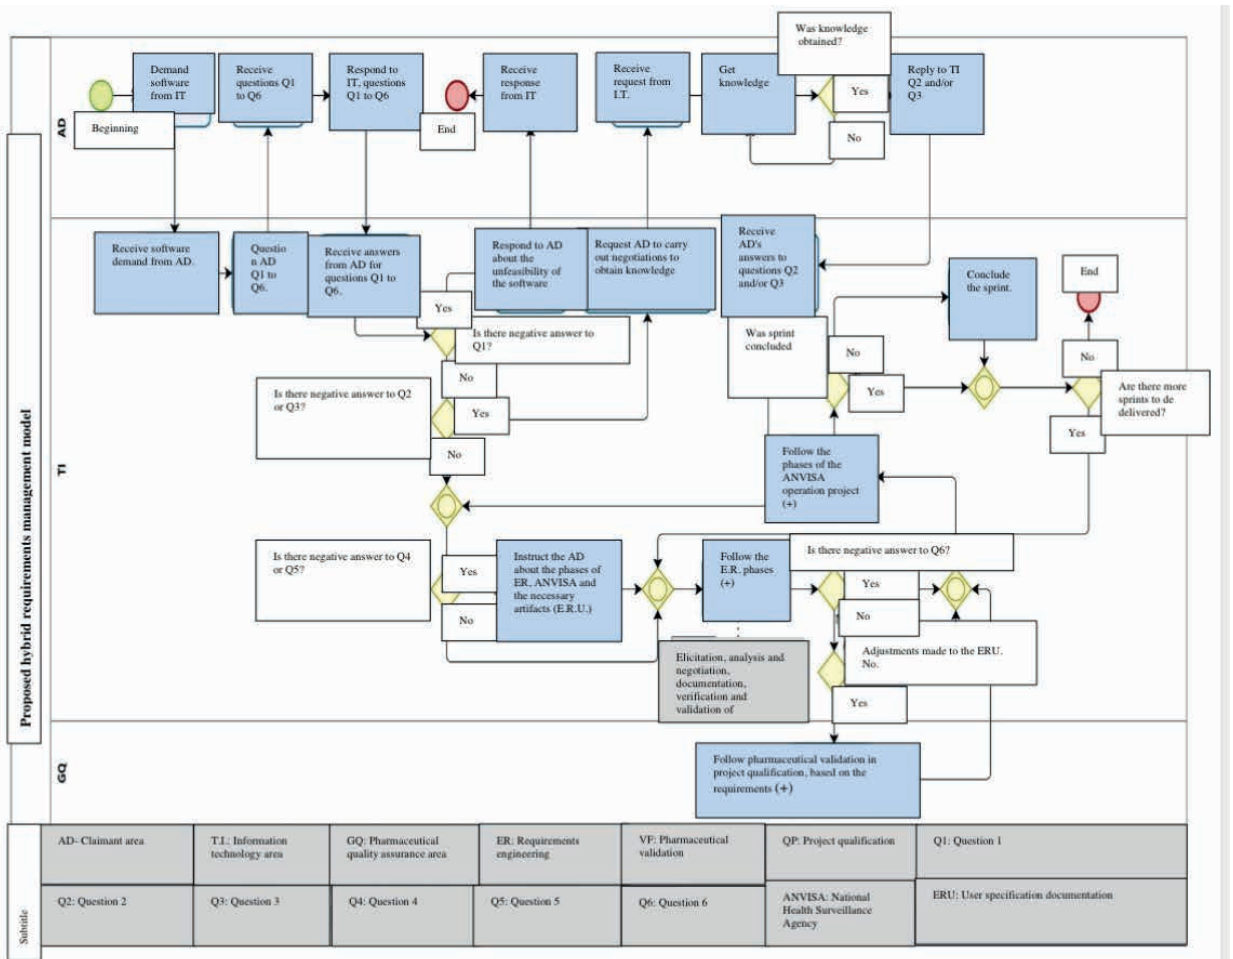 Was knowledge
obtained?
Demand
software
from IT
Receive
questions Q1
to Q6
Respond to
IT, questions
Q1 to Q6
Receive
response
from IT
Receive
request from
I.T.
Get
knowledge
Yes
Reply to TI
Q2 and/or
Q3
Beginning
End
No
AD
Receive software
demand from AD.
Questio
n AD
Q1 to
Q6.
Receive answers
from AD for
questions Q1 to
Q6.
Respond to AD
about the
unfeasibility of
the software
Request AD to carry
out negotiations to
obtain knowledge
Receive
AD's
answers to
questions Q2
and/or Q3
Conclude
the sprint.
End
Yes
Is there negative answer to
Q1?
Was sprint
concluded
No
No
No
Yes
Are there more
sprints to de
delivered?
Is there negative answer to Q2
or Q3?
Yes
Yes
No
Proposed hybrid requirements management model
TI
Follow the
phases of the
ANVISA
operation project
(+)
Is there negative answer to Q4
or Q5?
Yes
No
Instruct the AD
about the phases of
ER, ANVISA and
the necessary
artifacts (E.R.U.)
Follow the
E.R. phases
(+)
Is there negative answer to Q6?
Yes
No
Elicitation, analysis and
negotiation,
documentation,
verification and
validation of
Adjustments made to the ERU.
No.
Yes
GQ
Follow pharmaceutical validation in
project qualification, based on the
requirements (+)
Subtitle
AD- Claimant area
T.I.: Information
technology area
GQ: Pharmaceutical
quality assurance area
ER: Requirements
engineering
VF: Pharmaceutical
validation
QP: Project qualification
Q1: Question 1
Q2: Question 2
Q3: Question 3
Q4: Question 4
Q5: Question 5
Q6: Question 6
ANVISA: National
Health Surveillance
Agency
ERU: User specification documentation